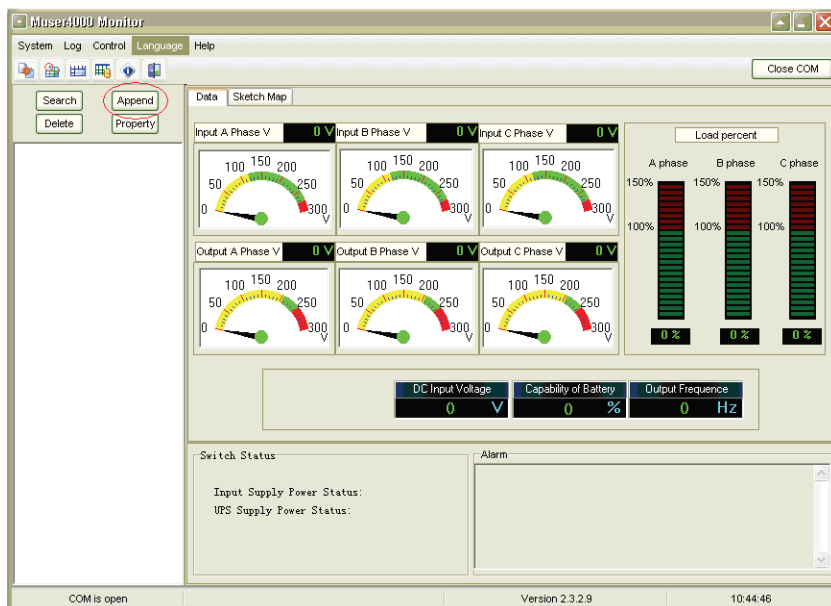 Muser4000 Monitor
System Log Control Language Help
Close COM
Search Append
Delete Property
Data Sketch Map
Input A Phase V 0 V Input B Phase V 0 V Input C Phase V 0 V
0 50 100 150 200 250 300 V
0 50 100 150 200 250 300 V
0 50 100 150 200 250 300 V
Output A Phase V 0 V Output B Phase V 0 V Output C Phase V 0 V
0 50 100 150 200 250 300 V
0 50 100 150 200 250 300 V
0 50 100 150 200 250 300 V
Load percent
A phase B phase C phase
150% 150% 150%
100% 100% 100%
0 % 0 % 0 %
DC Input Voltage Capability of Battery Output Frequence
0 V 0 % 0 Hz
Switch Status
Input Supply Power Status:
UPS Supply Power Status:
Alarm
COM is open Version 2.3.2.9 10:44:46